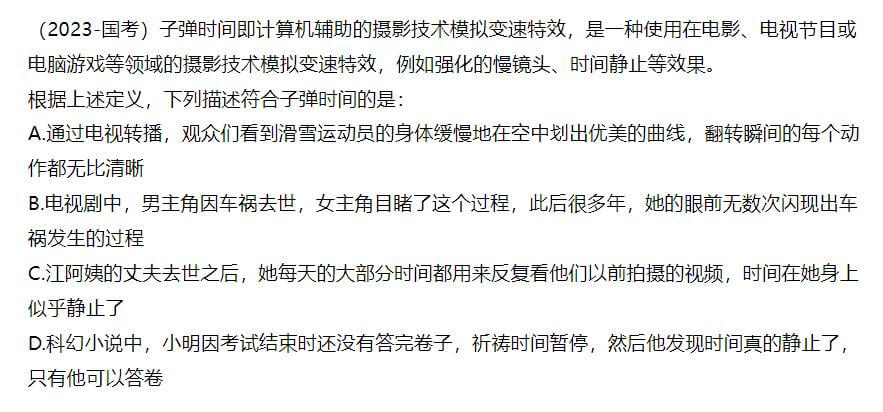 （2023-国考）子弹时间即计算机辅助的摄影技术模拟变速特效，是一种使用在电影、电视节目或
电脑游戏等领域的摄影技术模拟变速特效，例如强化的慢镜头、时间静止等效果。
根据上述定义，下列描述符合子弹时间的是：
A.通过电视转播，观众们看到滑雪运动员的身体缓慢地在空中划出优美的曲线，翻转瞬间的每个动
作都无比清晰
B.电视剧中，男主角因车祸去世，女主角目睹了这个过程，此后很多年，她的眼前无数次闪现出车
祸发生的过程
C.江阿姨的丈夫去世之后，她每天的大部分时间都用来反复看他们以前拍摄的视频，时间在她身上
似乎静止了
D.科幻小说中，小明因考试结束时还没有答完卷子，祈祷时间暂停，然后他发现时间真的静止了，
只有他可以答卷